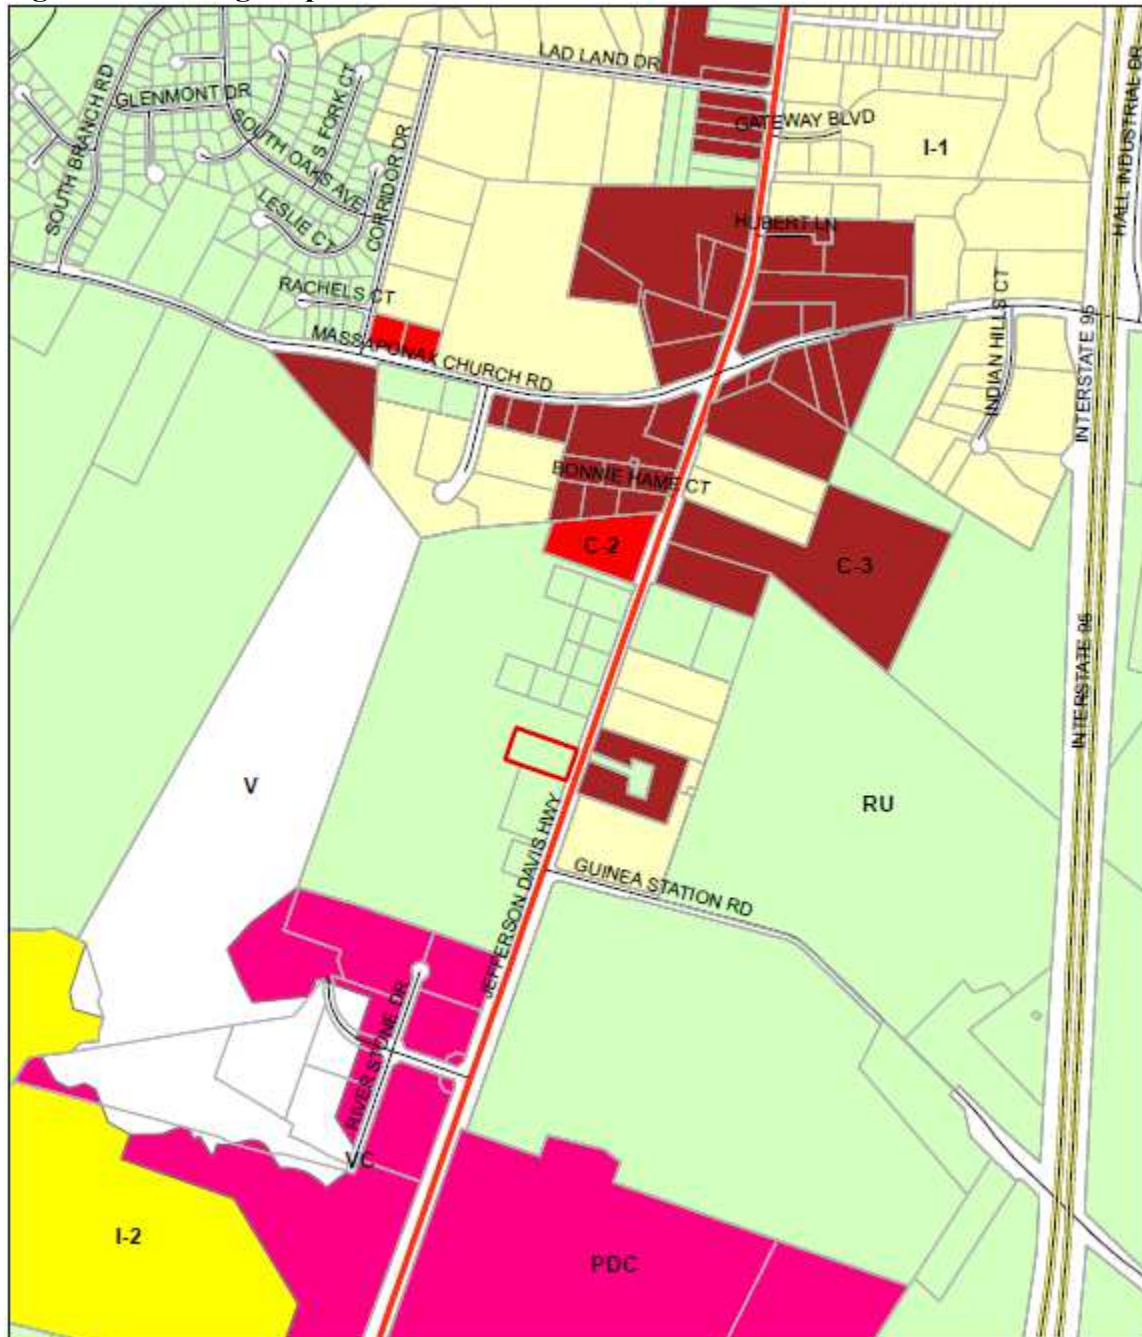 LAD LAND DR
GLENMONT DR
SOUTH BRANCH RD
S FORK CT
SOUTH OAKS AVE
CORRIDOR DR
LESLIE CT
GATEWAY BLVD
I-1
HALL INDUSTRIAL DR
HUBERT LN
RACHELS CT
MASSAPONAX CHURCH RD
INDIAN HILLS CT
INTERSTATE 95
BONNIE HAME CT
C-2
C-3
INTERSTATE 95
V
RU
JEFFERSON DAVIS HWY
GUINEA STATION RD
RIVER STONE DR
VC
I-2
PDC